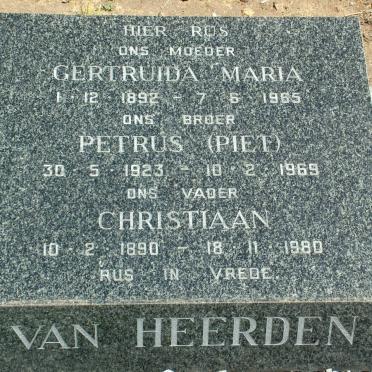 HIER RUS
ONS MOEDER
GERTRUIDA MARIA
1 · 12 · 1892 - 7 · 6 · 1965
ONS BROER
PETRUS (PIET)
30 · 5 · 1923 - 10 · 2 · 1969
ONS VADER
CHRISTIAAN
10 · 2 · 1890 - 18 · 11 · 1980
RUS IN VREDE.
VAN HEERDEN